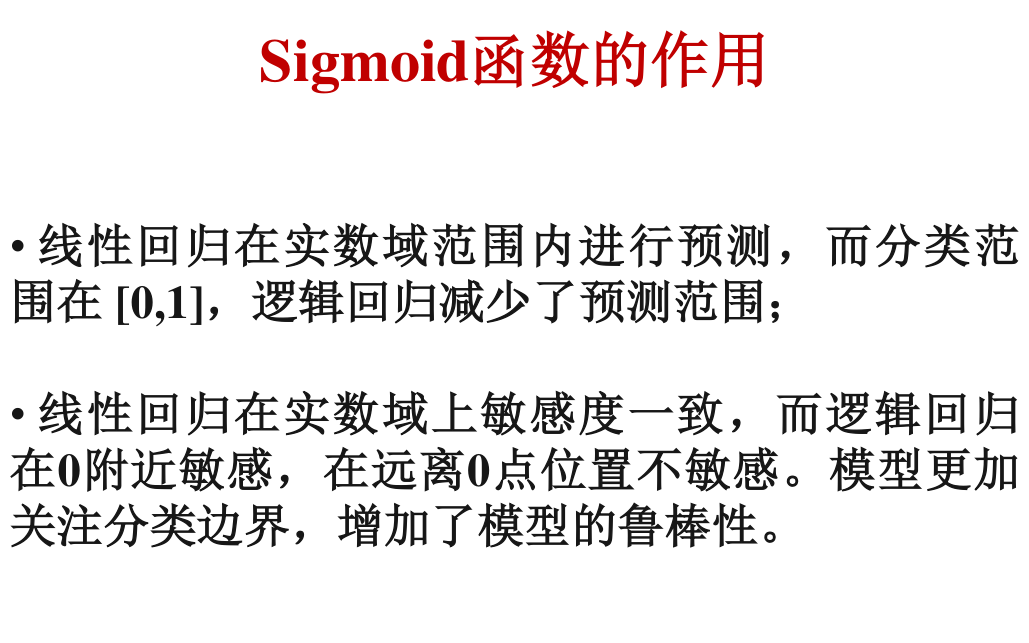 Sigmoid函数的作用
• 线性回归在实数域范围内进行预测，而分类范
围在 [0,1]，逻辑回归减少了预测范围；
• 线性回归在实数域上敏感度一致，而逻辑回归
在0附近敏感，在远离0点位置不敏感。模型更加
关注分类边界，增加了模型的鲁棒性。